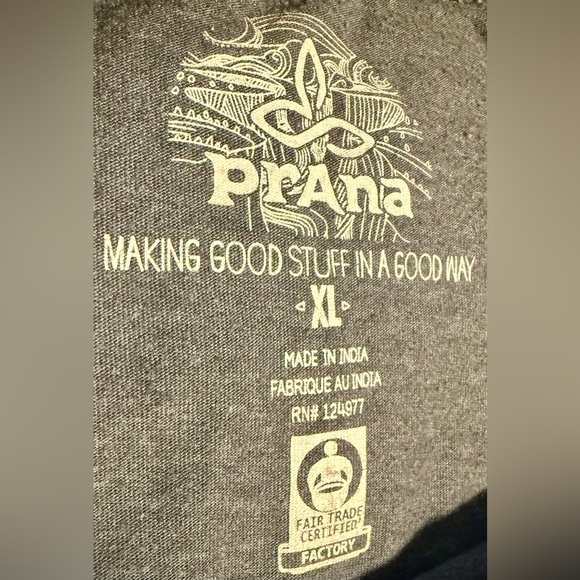 prAna
MAKING GOOD STUFF IN A GOOD WAY
XL
MADE IN INDIA
FABRIQUE AU INDIA
RN# 124977
FAIR TRADE
CERTIFIED
FACTORY